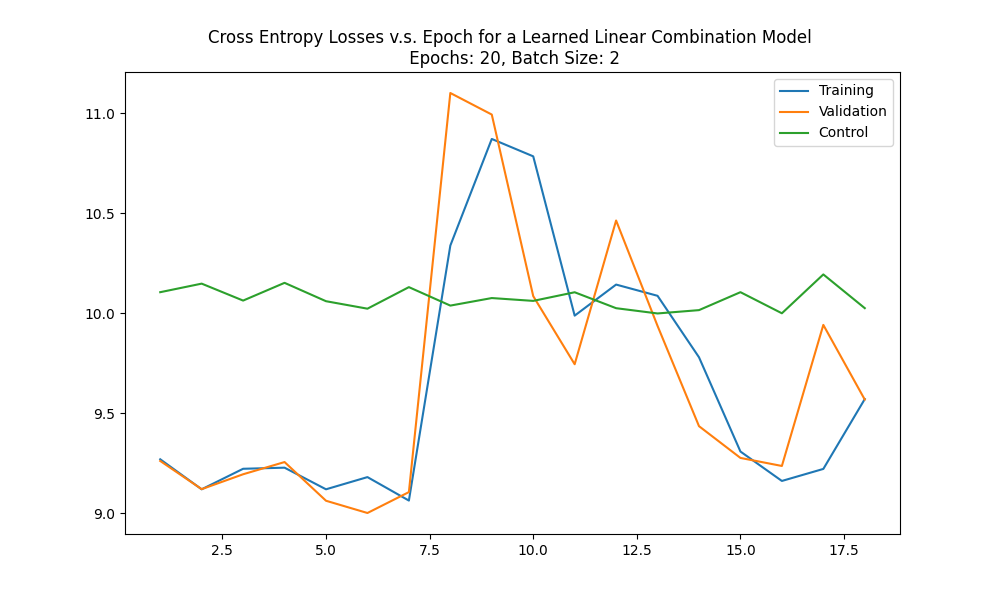 Cross Entropy Losses v.s. Epoch for a Learned Linear Combination Model
Epochs: 20, Batch Size: 2
Training
Validation
Control
11.0
10.5
10.0
9.5
9.0
2.5 5.0 7.5 10.0 12.5 15.0 17.5